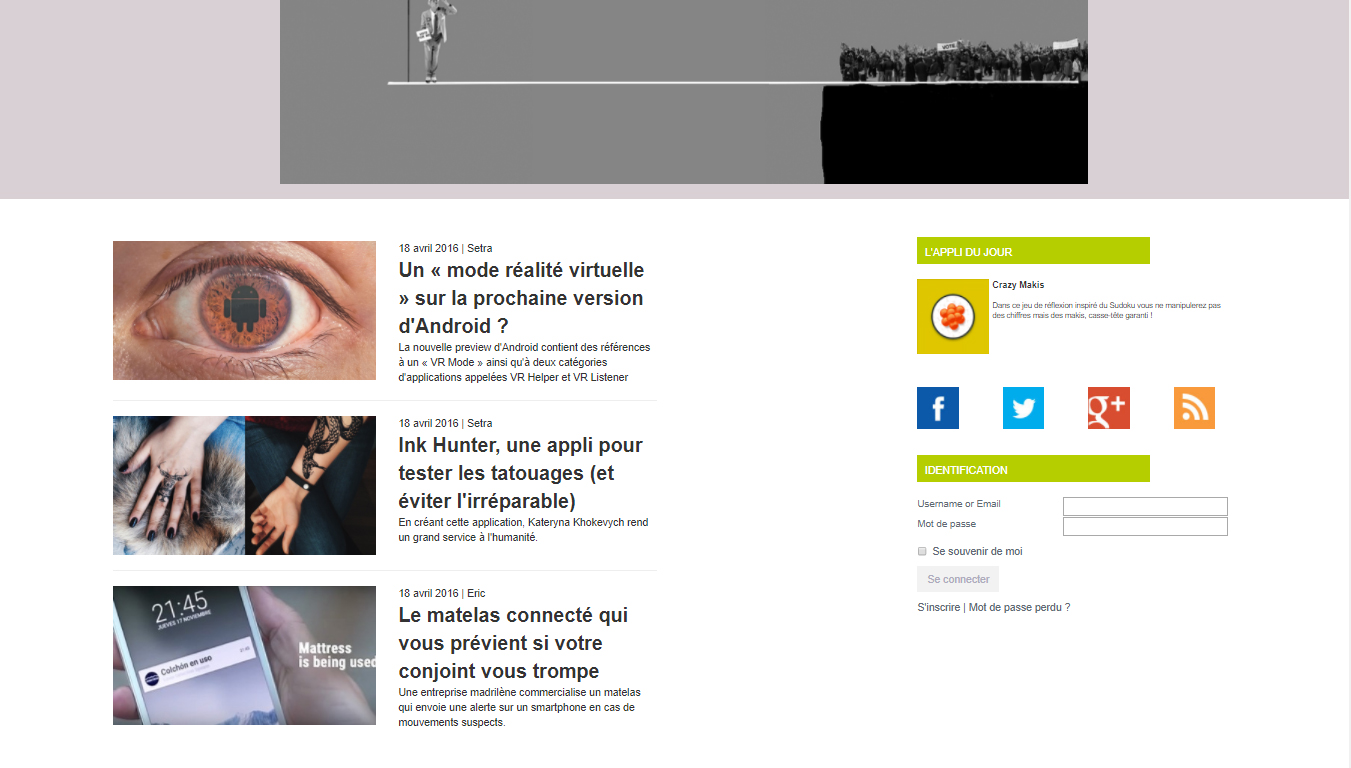 VOTE
18 avril 2016 | Setra
Un « mode réalité virtuelle
» sur la prochaine version
d'Android ?
La nouvelle preview d'Android contient des références
à un « VR Mode » ainsi qu'à deux catégories
d'applications appelées VR Helper et VR Listener
18 avril 2016 | Setra
Ink Hunter, une appli pour
tester les tatouages (et
éviter l'irréparable)
En créant cette application, Kateryna Khokevych rend
un grand service à l'humanité.
21:45
JUEVES 17 NOVIEMBRE
Colchón en uso
21:45
Mattress
is being used
18 avril 2016 | Eric
Le matelas connecté qui
vous prévient si votre
conjoint vous trompe
Une entreprise madrilène commercialise un matelas
qui envoie une alerte sur un smartphone en cas de
mouvements suspects.
L'APPLI DU JOUR
Crazy Makis
Dans ce jeu de réflexion inspiré du Sudoku vous ne manipulerez pas
des chiffres mais des makis, casse-tête garanti !
f
g+
IDENTIFICATION
Username or Email
Mot de passe
Se souvenir de moi
Se connecter
S'inscrire | Mot de passe perdu ?